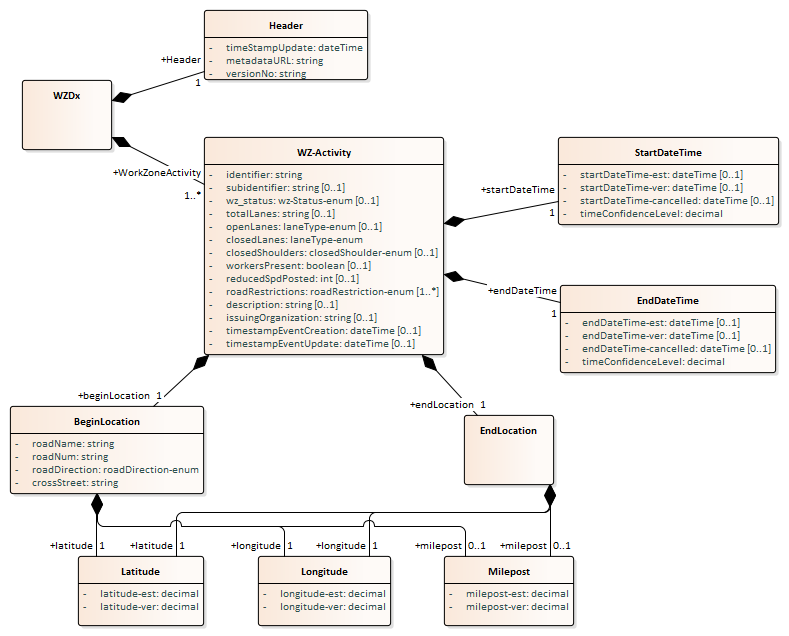 Header
- timeStampUpdate: dateTime
- metadataURL: string
- versionNo: string
+Header
1
WZDx
+WorkZoneActivity
1..*
WZ-Activity
- identifier: string
- subidentifier: string [0..1]
- wz_status: wz-Status-enum [0..1]
- totalLanes: string [0..1]
- openLanes: laneType-enum [0..1]
- closedLanes: laneType-enum
- closedShoulders: closedShoulder-enum [0..1]
- workersPresent: boolean [0..1]
- reducedSpdPosted: int [0..1]
- roadRestrictions: roadRestriction-enum [1..*]
- description: string [0..1]
- issuingOrganization: string [0..1]
- timestampEventCreation: dateTime [0..1]
- timestampEventUpdate: dateTime [0..1]
+startDateTime
1
StartDateTime
- startDateTime-est: dateTime [0..1]
- startDateTime-ver: dateTime [0..1]
- startDateTime-cancelled: dateTime [0..1]
- timeConfidenceLevel: decimal
+endDateTime
1
EndDateTime
- endDateTime-est: dateTime [0..1]
- endDateTime-ver: dateTime [0..1]
- endDateTime-cancelled: dateTime [0..1]
- timeConfidenceLevel: decimal
+beginLocation 1
+endLocation 1
BeginLocation
- roadName: string
- roadNum: string
- roadDirection: roadDirection-enum
- crossStreet: string
EndLocation
+latitude 1 +latitude 1 +longitude 1 +longitude 1 +milepost 0..1 +milepost 0..1
Latitude
- latitude-est: decimal
- latitude-ver: decimal
Longitude
- longitude-est: decimal
- longitude-ver: decimal
Milepost
- milepost-est: decimal
- milepost-ver: decimal